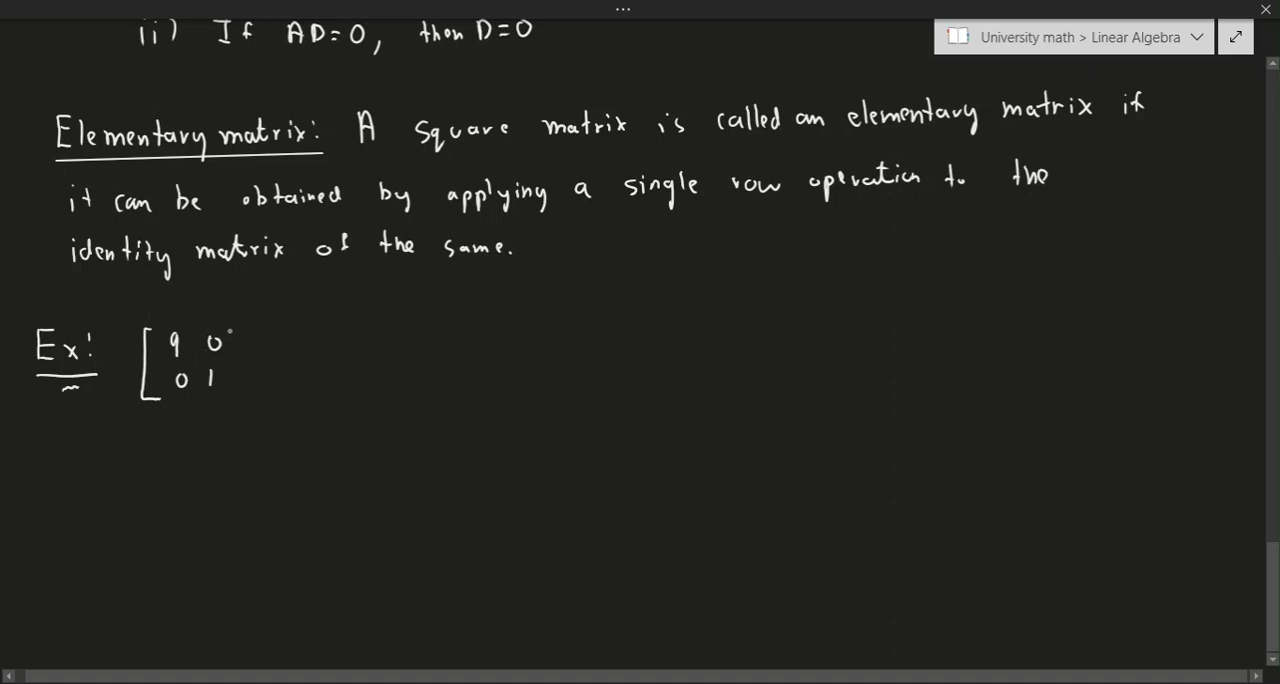 ...
ii) If AD=0, then D=0
University math > Linear Algebra
Elementary matrix: A square matrix is called an elementary matrix if
it can be obtained by applying a single row operation to the
identity matrix of the same.
Ex: [ 9 0
0 1